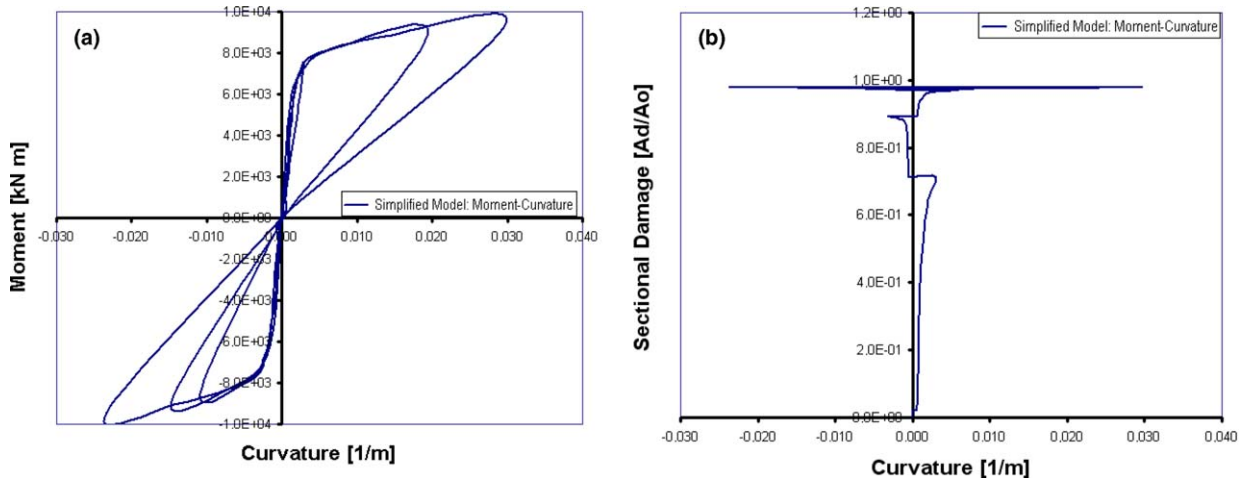 (a)
Moment [kN m]
1.0E+04
8.0E+03
6.0E+03
4.0E+03
2.0E+03
0.0E+00
-2.0E+03
-4.0E+03
-6.0E+03
-8.0E+03
-1.0E+04
Simplified Model: Moment-Curvature
-0.030 -0.020 -0.010 0.000 0.010 0.020 0.030 0.040
Curvature [1/m]
(b)
Sectional Damage [Ad/Ao]
Simplified Model: Moment-Curvature
1.2E+00
1.0E+00
8.0E-01
6.0E-01
4.0E-01
2.0E-01
0.0E+00
-0.030 -0.020 -0.010 0.000 0.010 0.020 0.030 0.040
Curvature [1/m]